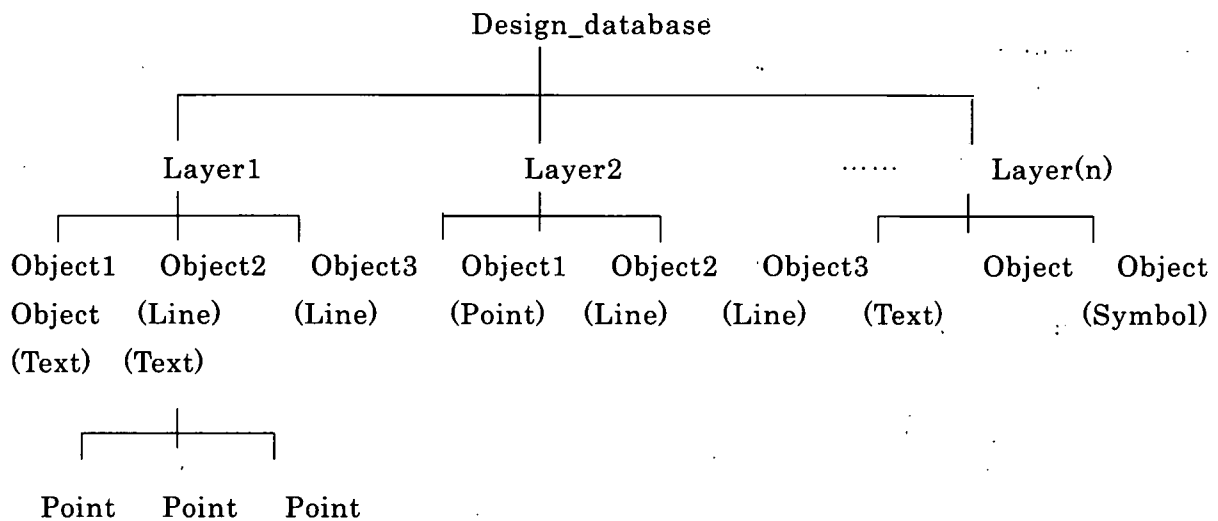 Design_database
Layer1 Layer2 ...... Layer(n)
Object1 Object2 Object3 Object1 Object2 Object3 Object Object
Object (Line) (Line) (Point) (Line) (Line) (Text) (Symbol)
(Text) (Text)
Point Point Point